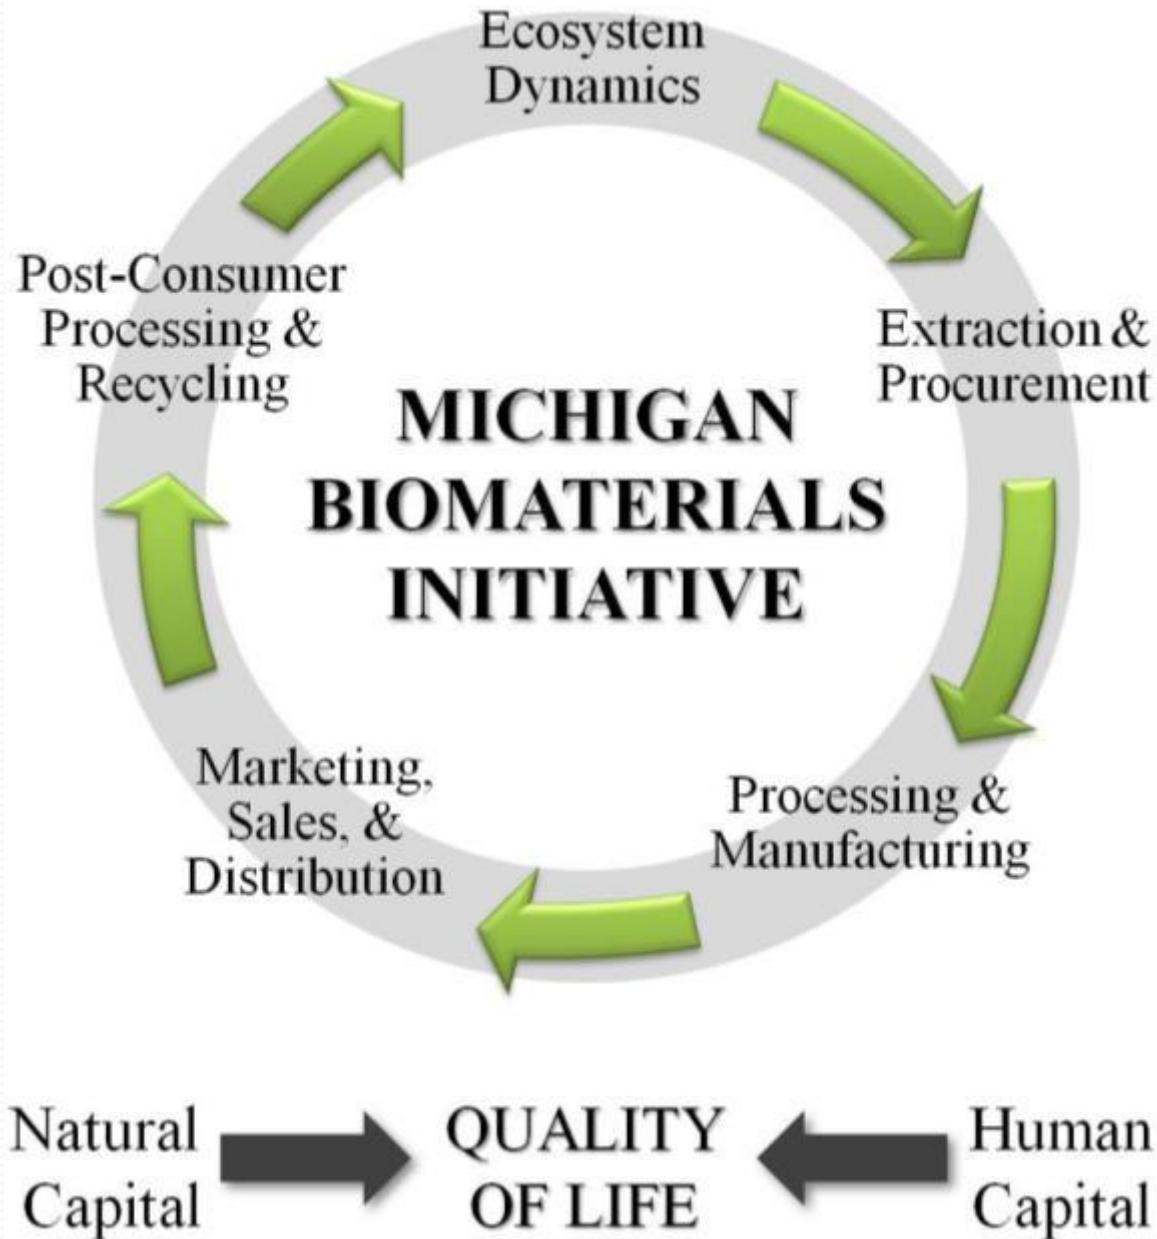 Ecosystem
Dynamics
Extraction &
Procurement
Processing &
Manufacturing
Marketing,
Sales, &
Distribution
Post-Consumer
Processing &
Recycling
MICHIGAN
BIOMATERIALS
INITIATIVE
Natural
Capital
QUALITY
OF LIFE
Human
Capital